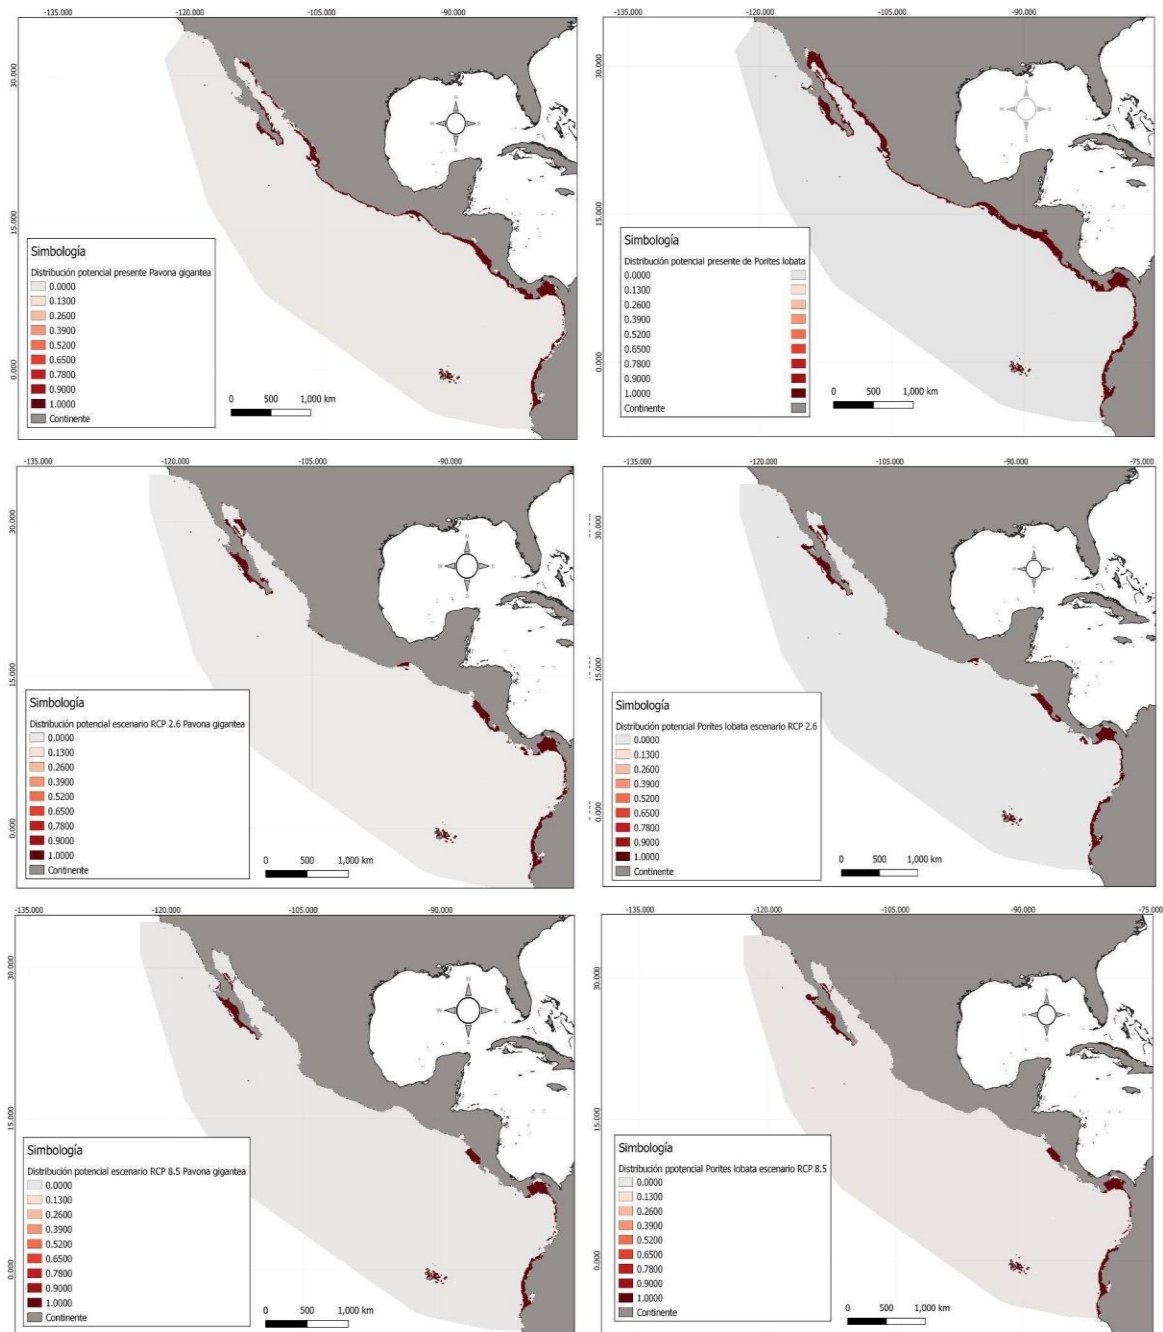 -135.000 -120.000 -105.000 -90.000
30.000
15.000
0.000
Simbología
Distribución potencial presente Pavona gigantea
0.0000
0.1300
0.2600
0.3900
0.5200
0.6500
0.7800
0.9000
1.0000
Continente
0 500 1,000 km
-135.000 -120.000 -105.000 -90.000
30.000
15.000
0.000
Simbología
Distribución potencial presente de Porites lobata
0.0000
0.1300
0.2600
0.3900
0.5200
0.6500
0.7800
0.9000
1.0000
Continente
0 500 1,000 km
-135.000 -120.000 -105.000 -90.000
30.000
15.000
0.000
Simbología
Distribución potencial escenario RCP 2.6 Pavona gigantea
0.0000
0.1300
0.2600
0.3900
0.5200
0.6500
0.7800
0.9000
1.0000
Continente
0 500 1,000 km
-135.000 -120.000 -105.000 -90.000 -75.000
30.000
15.000
0.000
Simbología
Distribución potencial Porites lobata escenario RCP 2.6
0.0000
0.1300
0.2600
0.3900
0.5200
0.6500
0.7800
0.9000
1.0000
Continente
0 500 1,000 km
-135.000 -120.000 -105.000 -90.000
30.000
15.000
0.000
Simbología
Distribución potencial escenario RCP 8.5 Pavona gigantea
0.0000
0.1300
0.2600
0.3900
0.5200
0.6500
0.7800
0.9000
1.0000
Continente
0 500 1,000 km
-135.000 -120.000 -105.000 -90.000 -75.000
30.000
15.000
0.000
Simbología
Distribución ppotencial Porites lobata escenario RCP 8.5
0.0000
0.1300
0.2600
0.3900
0.5200
0.6500
0.7800
0.9000
1.0000
Continente
0 500 1,000 km